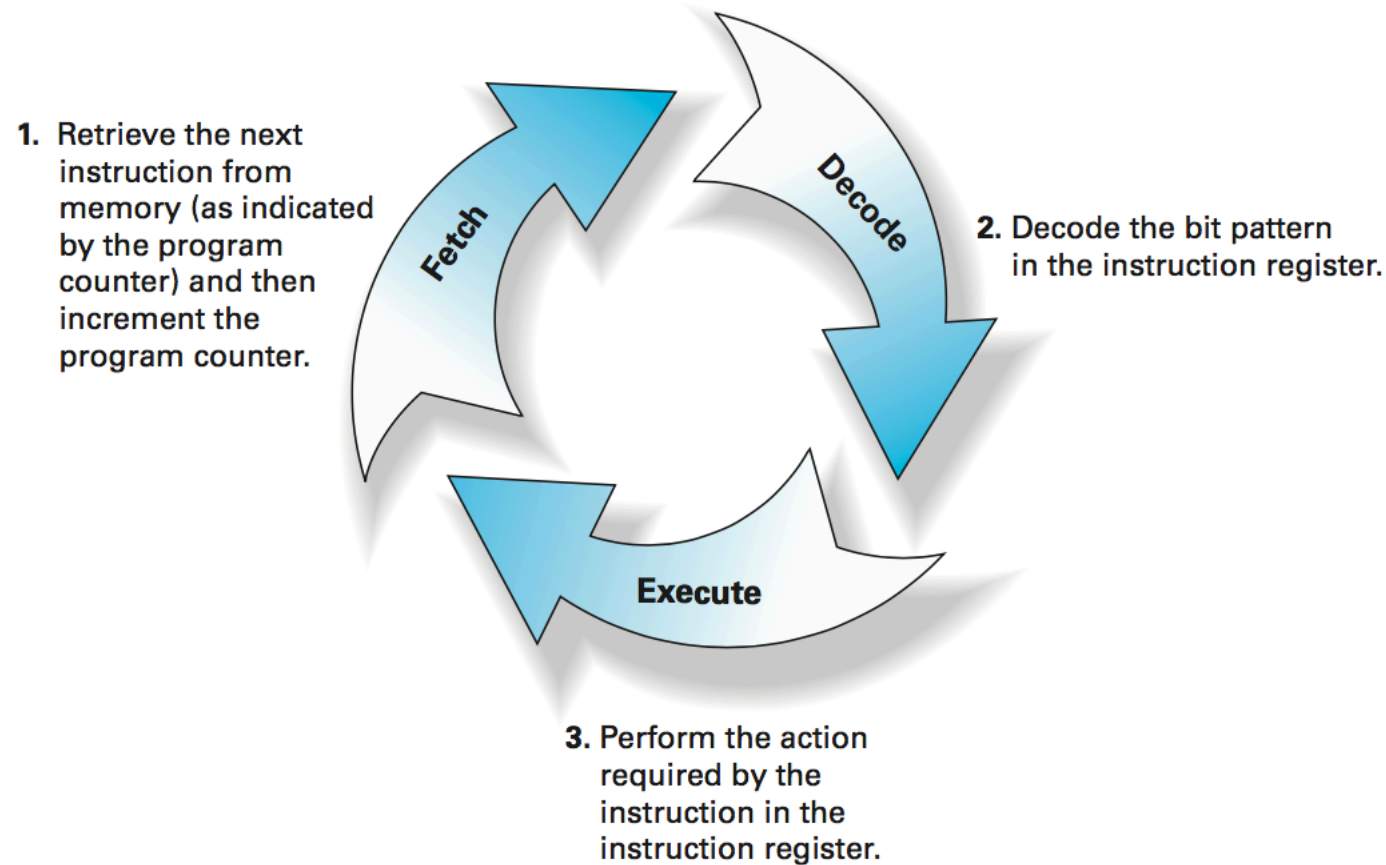 1. Retrieve the next
instruction from
memory (as indicated
by the program
counter) and then
increment the
program counter.
Fetch
Decode
2. Decode the bit pattern
in the instruction register.
Execute
3. Perform the action
required by the
instruction in the
instruction register.